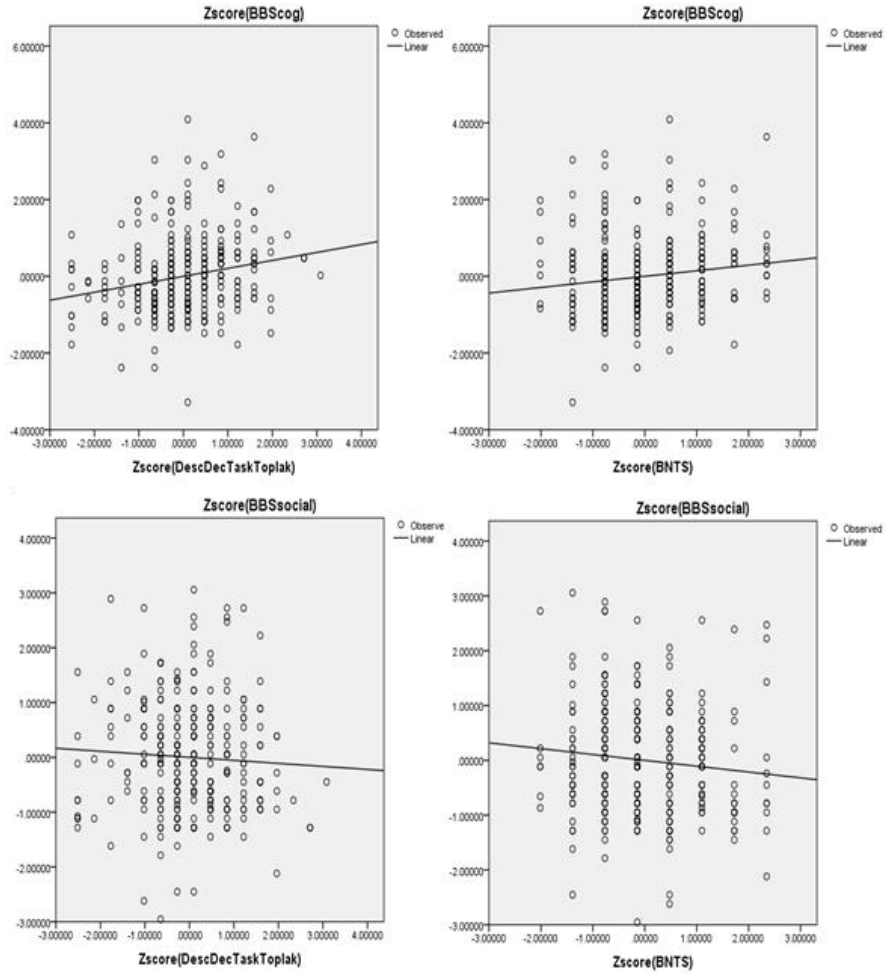 Zscore(BBScog)
Observed
Linear
6.00000
4.00000
2.00000
.00000
-2.00000
-4.00000
-3.00000 -2.00000 -1.00000 .00000 1.00000 2.00000 3.00000 4.00000
Zscore(DescDecTaskToplak)
Zscore(BBScog)
Observed
Linear
6.00000
4.00000
2.00000
.00000
-2.00000
-4.00000
-3.00000 -2.00000 -1.00000 .00000 1.00000 2.00000 3.00000
Zscore(BNTS)
Zscore(BBSsocial)
Observe
Linear
4.00000
3.00000
2.00000
1.00000
.00000
-1.00000
-2.00000
-3.00000
-3.00000 -2.00000 -1.00000 .00000 1.00000 2.00000 3.00000 4.00000
Zscore(DescDecTaskToplak)
Zscore(BBSsocial)
Observed
Linear
4.00000
3.00000
2.00000
1.00000
.00000
-1.00000
-2.00000
-3.00000
-3.00000 -2.00000 -1.00000 .00000 1.00000 2.00000 3.00000
Zscore(BNTS)